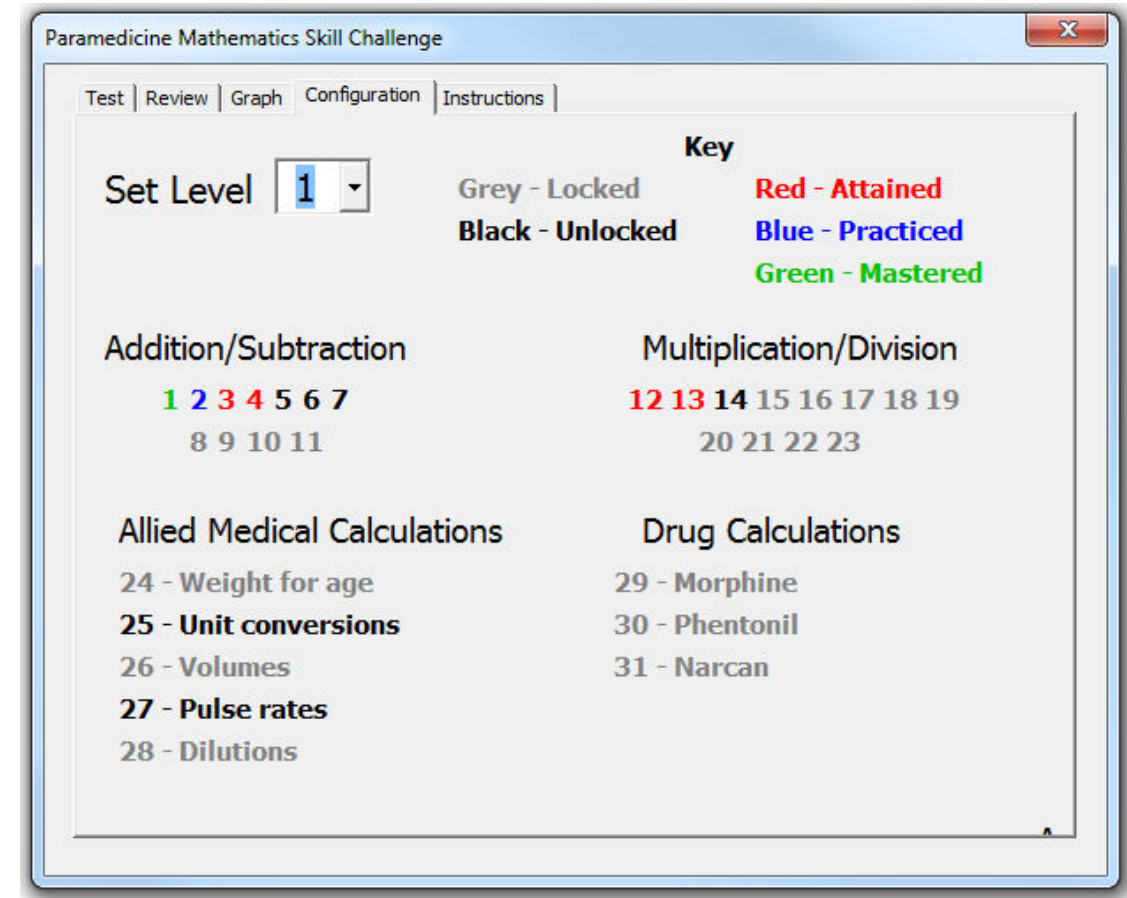 Paramedicine Mathematics Skill Challenge
Test Review Graph Configuration Instructions
Key
Set Level 1
Grey - Locked Red - Attained
Black - Unlocked Blue - Practiced
Green - Mastered
Addition/Subtraction
1 2 3 4 5 6 7
8 9 10 11
Multiplication/Division
12 13 14 15 16 17 18 19
20 21 22 23
Allied Medical Calculations
24 - Weight for age
25 - Unit conversions
26 - Volumes
27 - Pulse rates
28 - Dilutions
Drug Calculations
29 - Morphine
30 - Phentonil
31 - Narcan